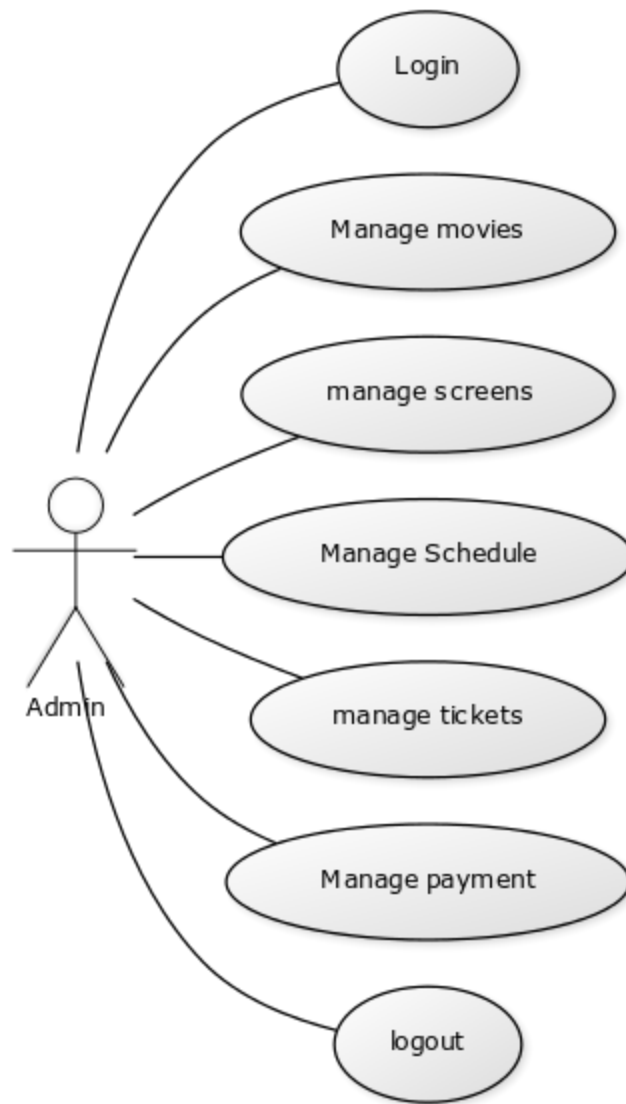 Login
Manage movies
manage screens
Manage Schedule
manage tickets
Admin
Manage payment
logout